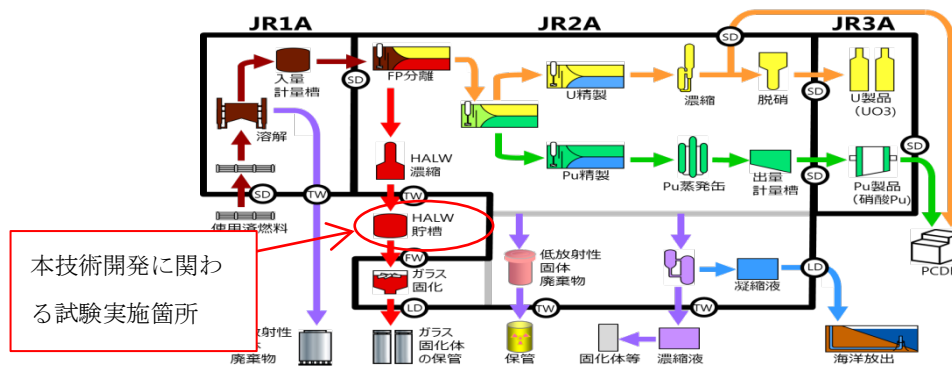 JR1A
JR2A
JR3A
SD
入量
計量槽
SD
FP分離
U精製
濃縮
脱硝
SD
U製品
(UO3)
溶解
HALW
濃縮
Pu精製
Pu蒸発缶
出量
計量槽
SD
SD
Pu製品
(硝酸Pu)
SD
TW
TW
使用済燃料
HALW
貯槽
本技術開発に関わ
る試験実施箇所
FW
ガラス
固化
低放射性
固体
廃棄物
凝縮液
LD
PCDF
LD
TW
TW
放射性
廃棄物
ガラス
固化体
の保管
保管
固化体等
濃縮液
海洋放出